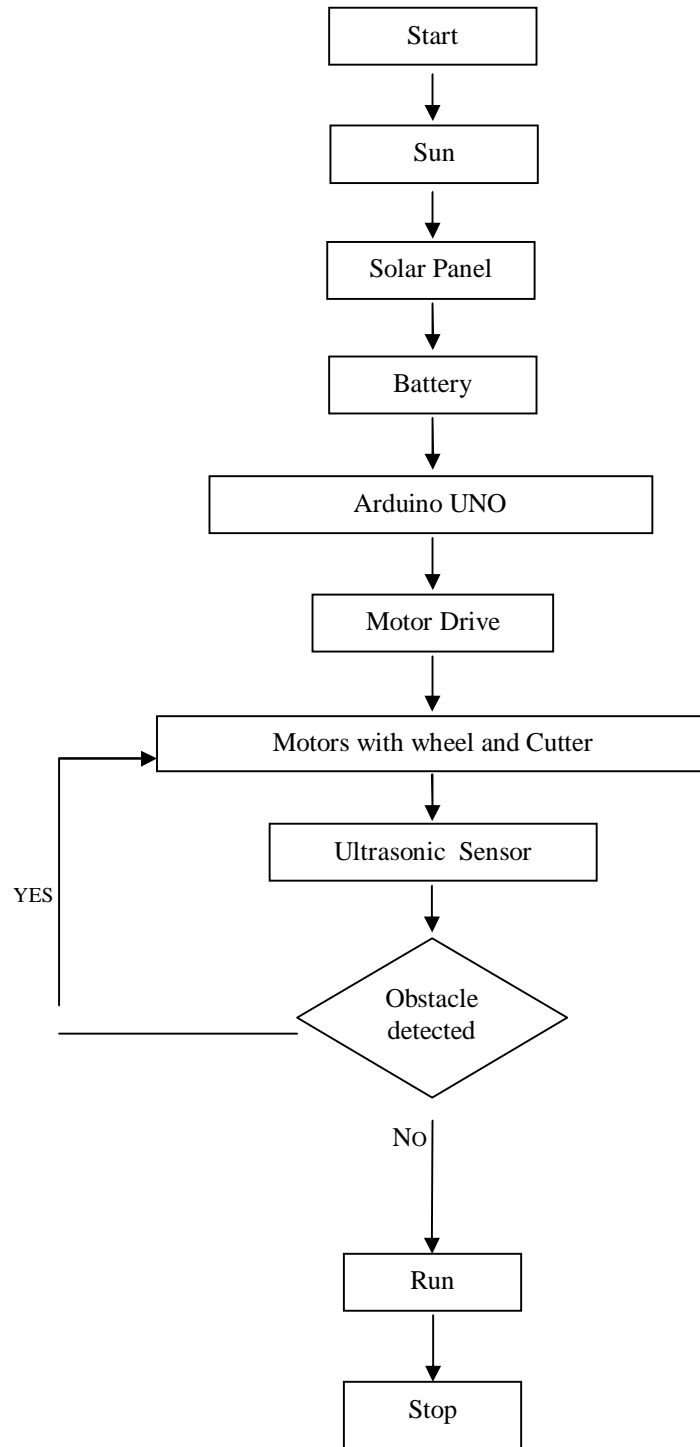 Start
Sun
Solar Panel
Battery
Arduino UNO
Motor Drive
Motors with wheel and Cutter
Ultrasonic Sensor
YES
Obstacle
detected
NO
Run
Stop